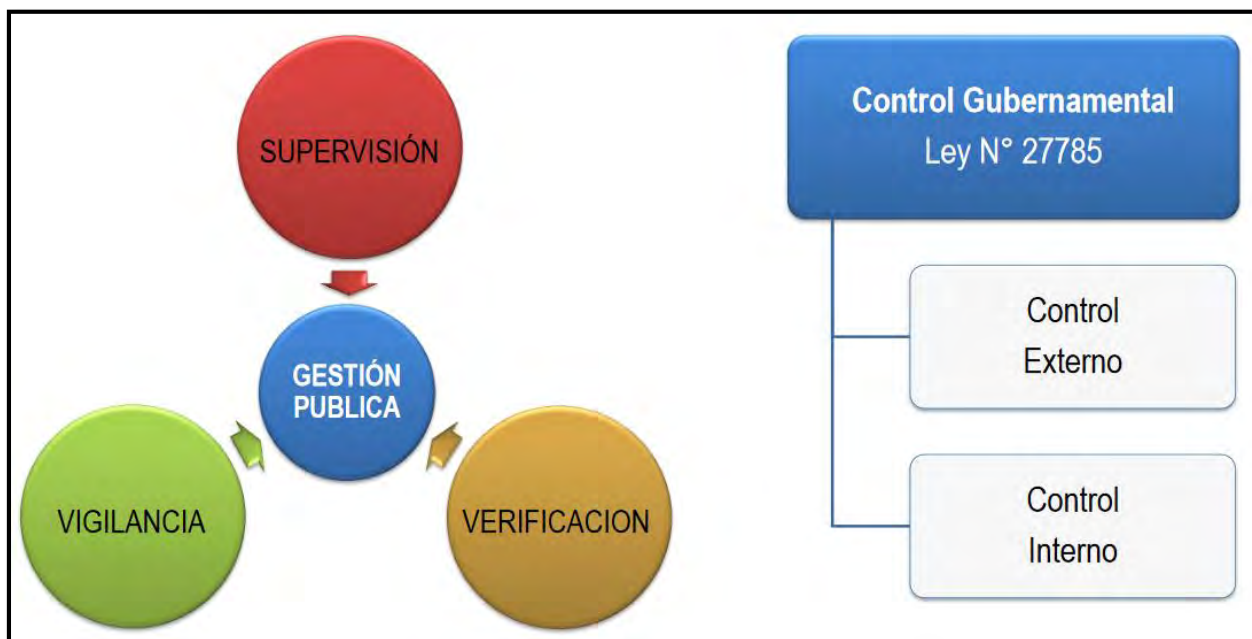 SUPERVISIÓN
GESTIÓN
PUBLICA
VIGILANCIA
VERIFICACION
Control Gubernamental
Ley N° 27785
Control
Externo
Control
Interno